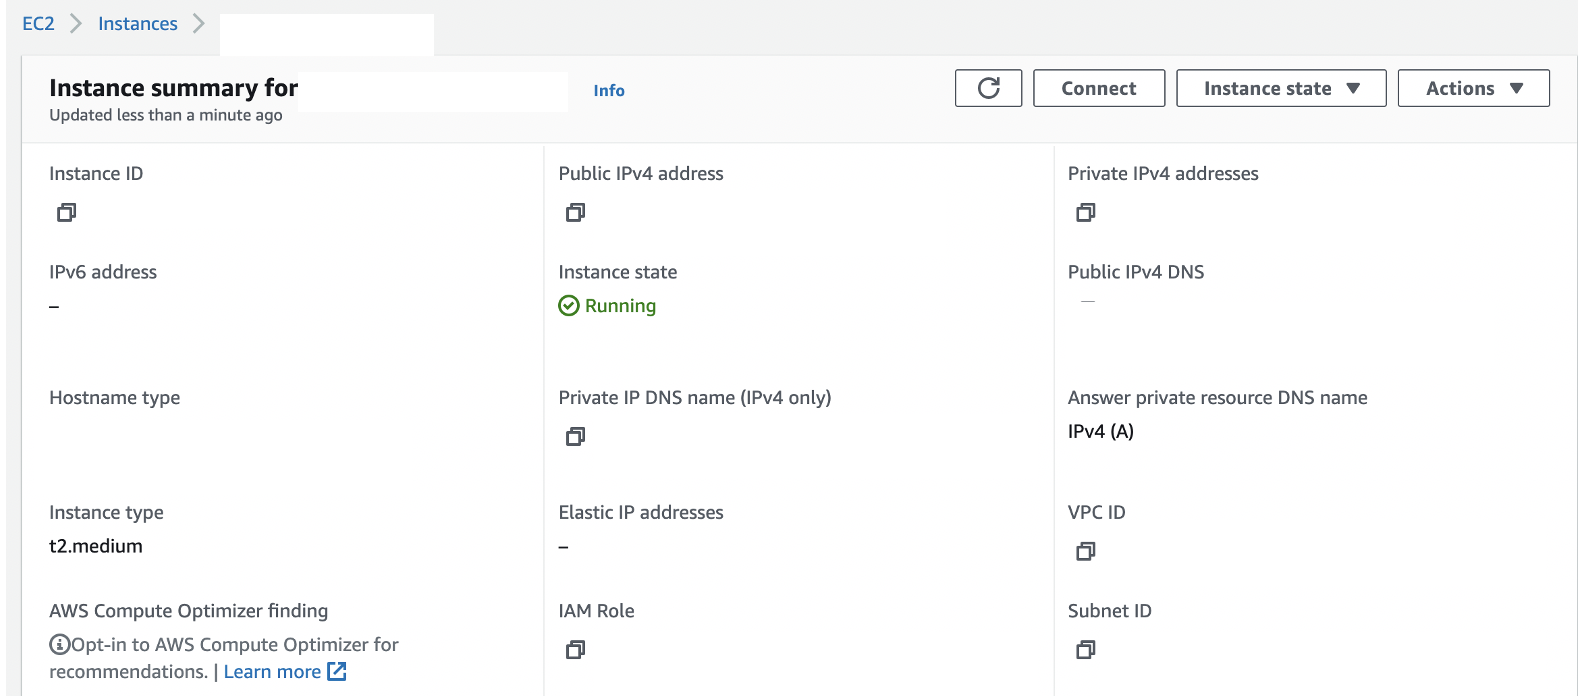 EC2 Instances
Instance summary for Info
Updated less than a minute ago
Connect Instance state Actions
Instance ID
Public IPv4 address
Private IPv4 addresses
IPv6 address
–
Instance state
Running
Public IPv4 DNS
–
Hostname type
Private IP DNS name (IPv4 only)
Answer private resource DNS name
IPv4 (A)
Instance type
t2.medium
Elastic IP addresses
–
VPC ID
AWS Compute Optimizer finding
Opt-in to AWS Compute Optimizer for
recommendations. | Learn more
IAM Role
Subnet ID